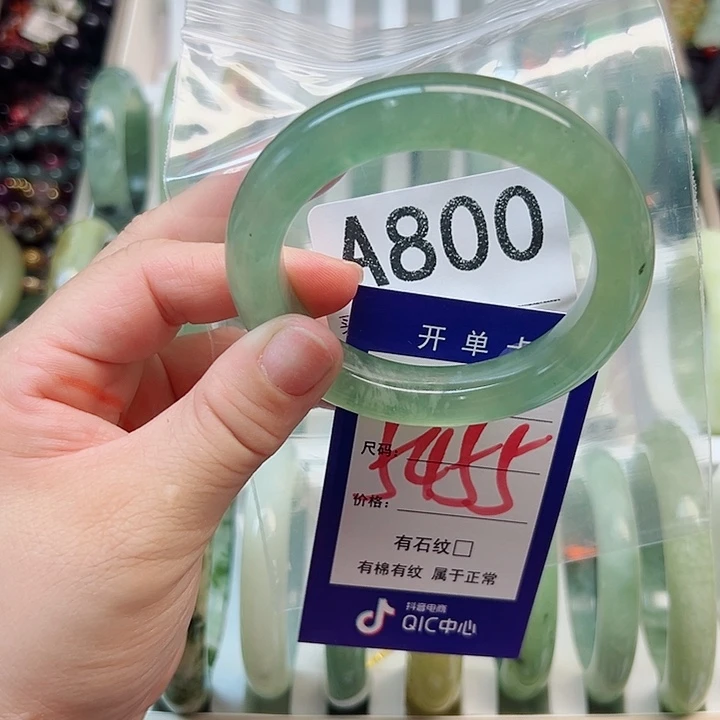 A800
开单
尺码：
5455
价格：
有石纹□
有棉有纹 属于正常
抖音电商
QIC中心